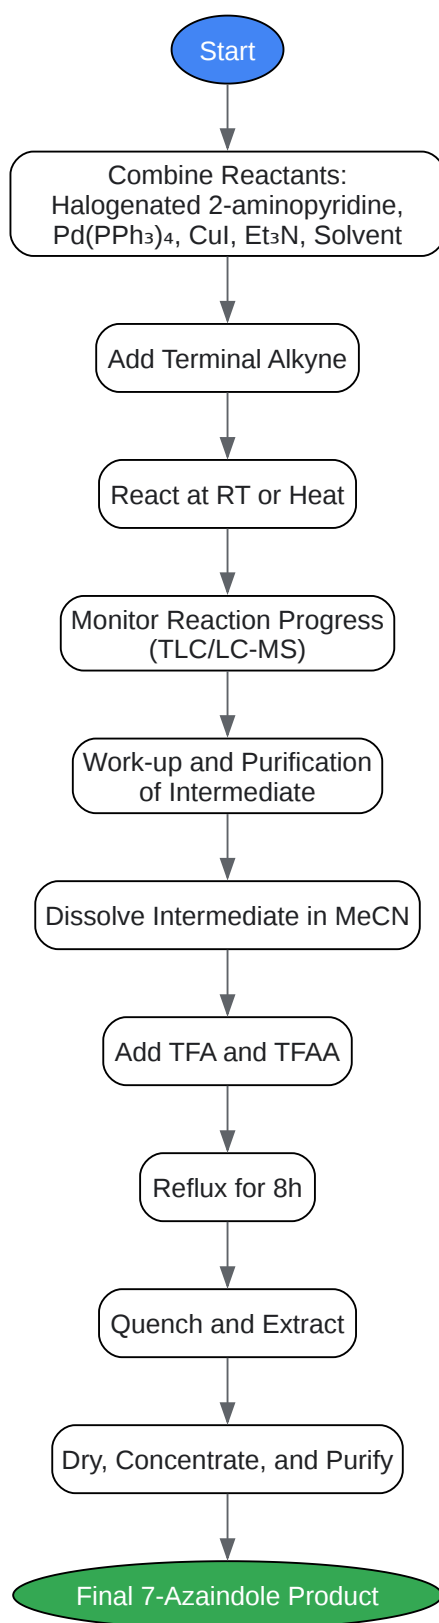 Start
Combine Reactants:
Halogenated 2-aminopyridine,
Pd(PPh₃)₄, CuI, Et₃N, Solvent
Add Terminal Alkyne
React at RT or Heat
Monitor Reaction Progress
(TLC/LC-MS)
Work-up and Purification
of Intermediate
Dissolve Intermediate in MeCN
Add TFA and TFAA
Reflux for 8h
Quench and Extract
Dry, Concentrate, and Purify
Final 7-Azaindole Product